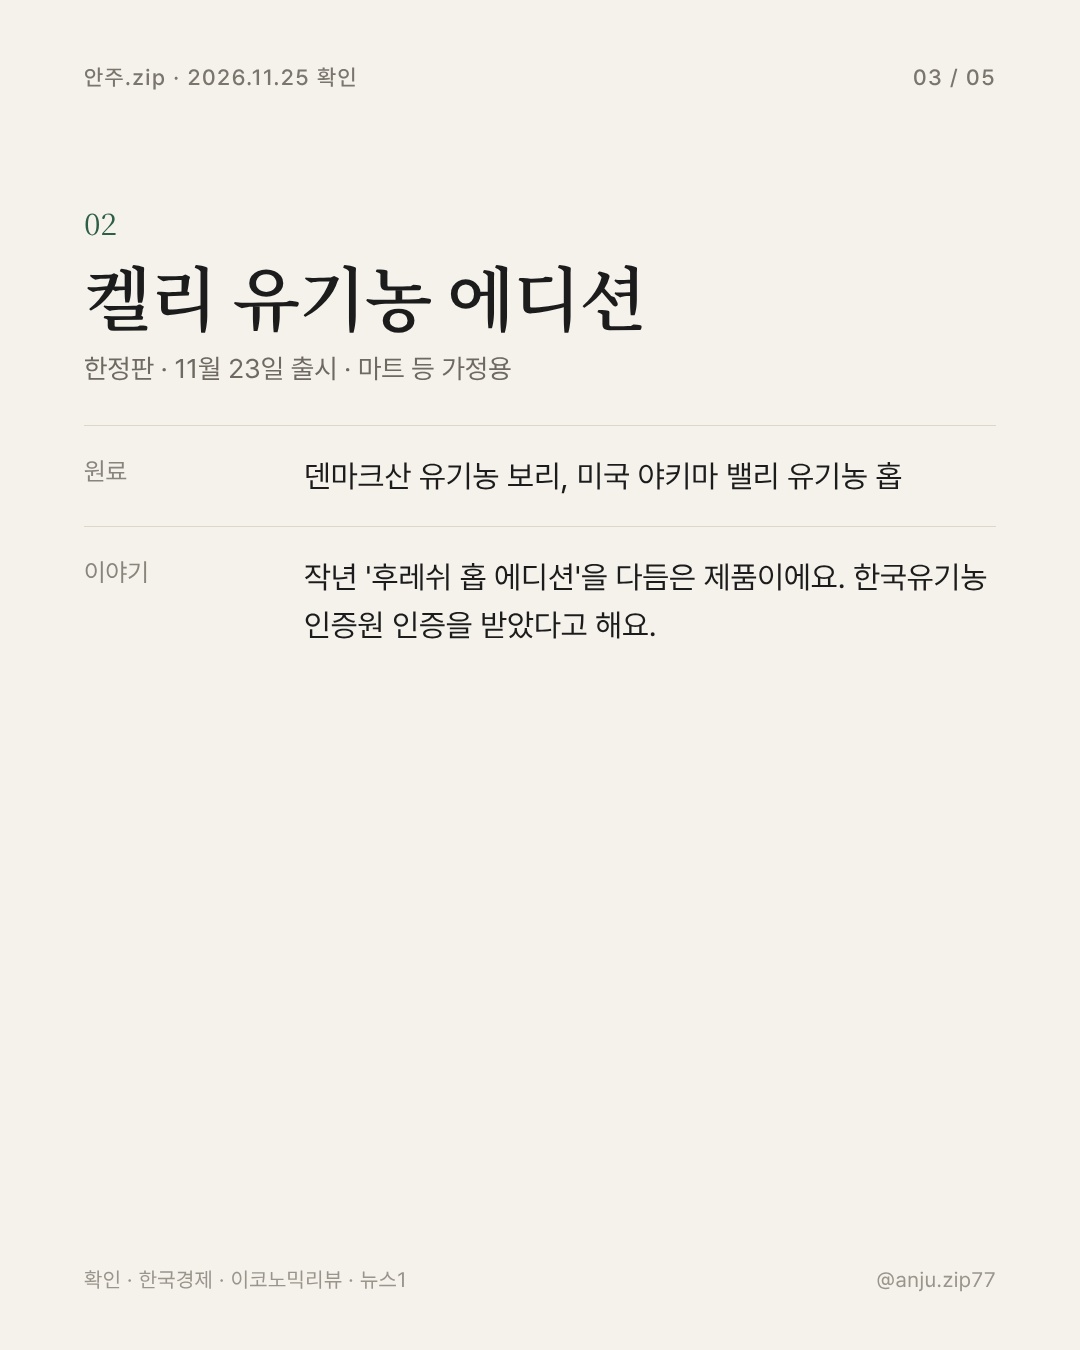 안주.zip · 2026.11.25 확인
03 / 05
02
켈리 유기농 에디션
한정판 · 11월 23일 출시 · 마트 등 가정용
원료
덴마크산 유기농 보리, 미국 야키마 밸리 유기농 홉
이야기
작년 '후레쉬 홉 에디션'을 다듬은 제품이에요. 한국유기농
인증원 인증을 받았다고 해요.
확인 · 한국경제 · 이코노믹리뷰 · 뉴스1
@anju.zip77